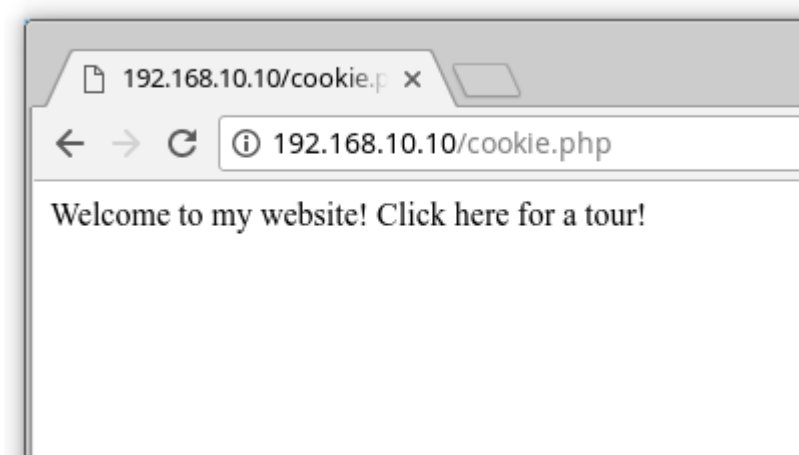 192.168.10.10/cookie.p
192.168.10.10/cookie.php
Welcome to my website! Click here for a tour!